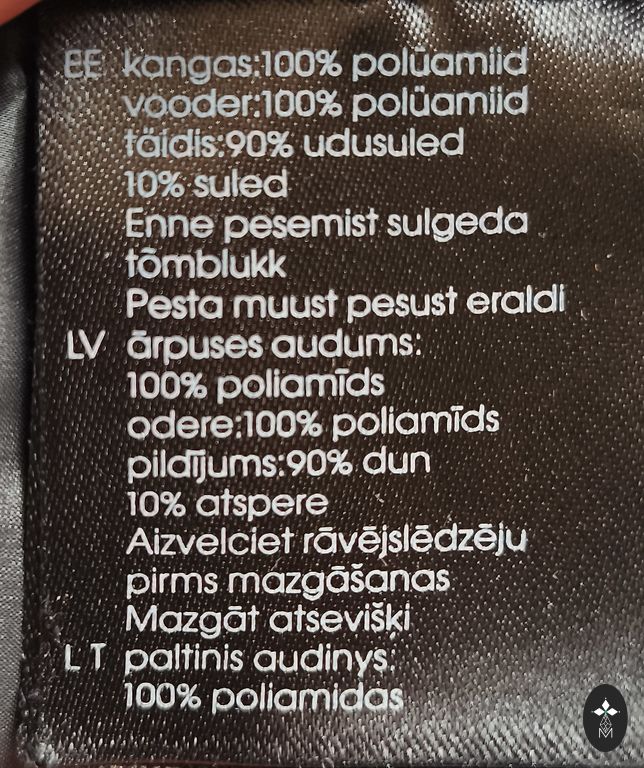 EE kangas:100% polūamiid
vooder:100% polüamiid
täidis:90% udusuled
10% suled
Enne pesemist sulgeda
tõmblukk
Pesta muust pesust eraldi
LV ārpuses audums:
100% poliamīds
odere:100% poliamīds
pildījums:90% dun
10% atspere
Aizvelciet rāvējslēdzēju
pirms mazgāšanas
Mazgāt atsevišķi
LT paltinis audinys:
100% poliamidas
M